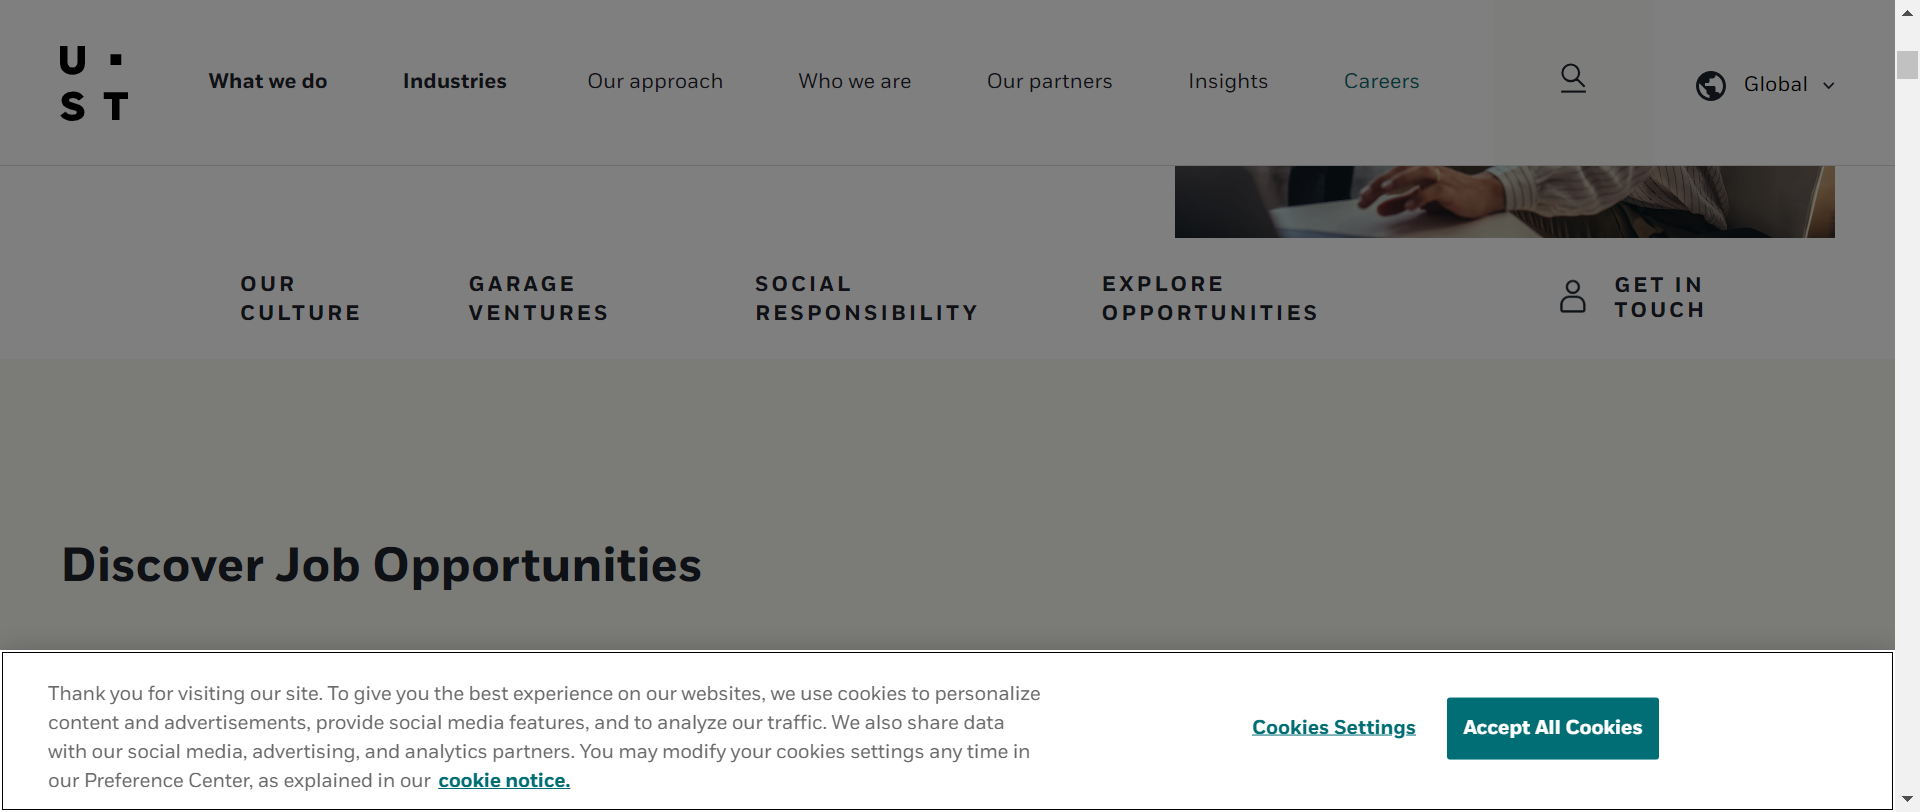 U ·
S T
What we do
Industries
Our approach
Who we are
Our partners
Insights
Careers
Global
OUR
CULTURE
GARAGE
VENTURES
SOCIAL
RESPONSIBILITY
EXPLORE
OPPORTUNITIES
GET IN
TOUCH
Discover Job Opportunities
Thank you for visiting our site. To give you the best experience on our websites, we use cookies to personalize
content and advertisements, provide social media features, and to analyze our traffic. We also share data
with our social media, advertising, and analytics partners. You may modify your cookies settings any time in
our Preference Center, as explained in our cookie notice.
Cookies Settings
Accept All Cookies